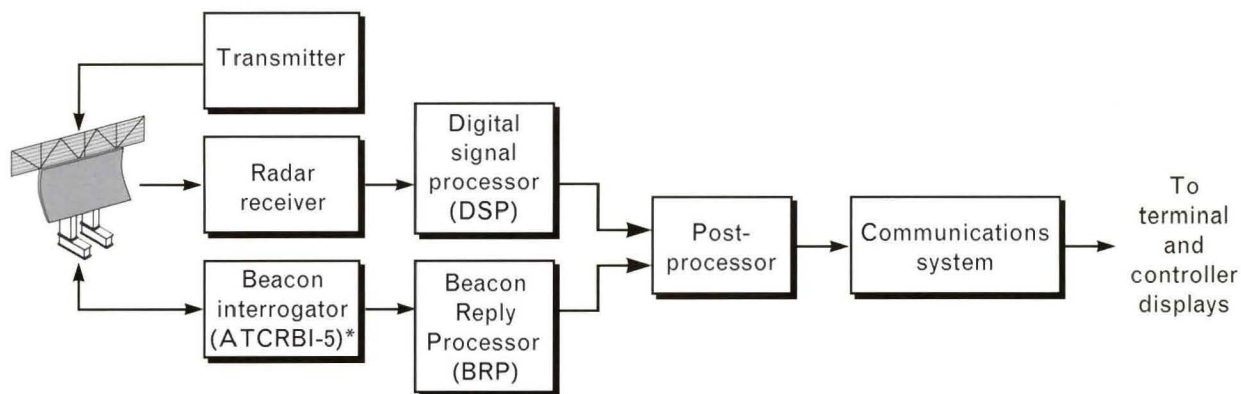 Transmitter
Radar
receiver
Digital
signal
processor
(DSP)
Beacon
interrogator
(ATCRBI-5)*
Beacon
Reply
Processor
(BRP)
Post-
processor
Communications
system
To
terminal
and
controller
displays